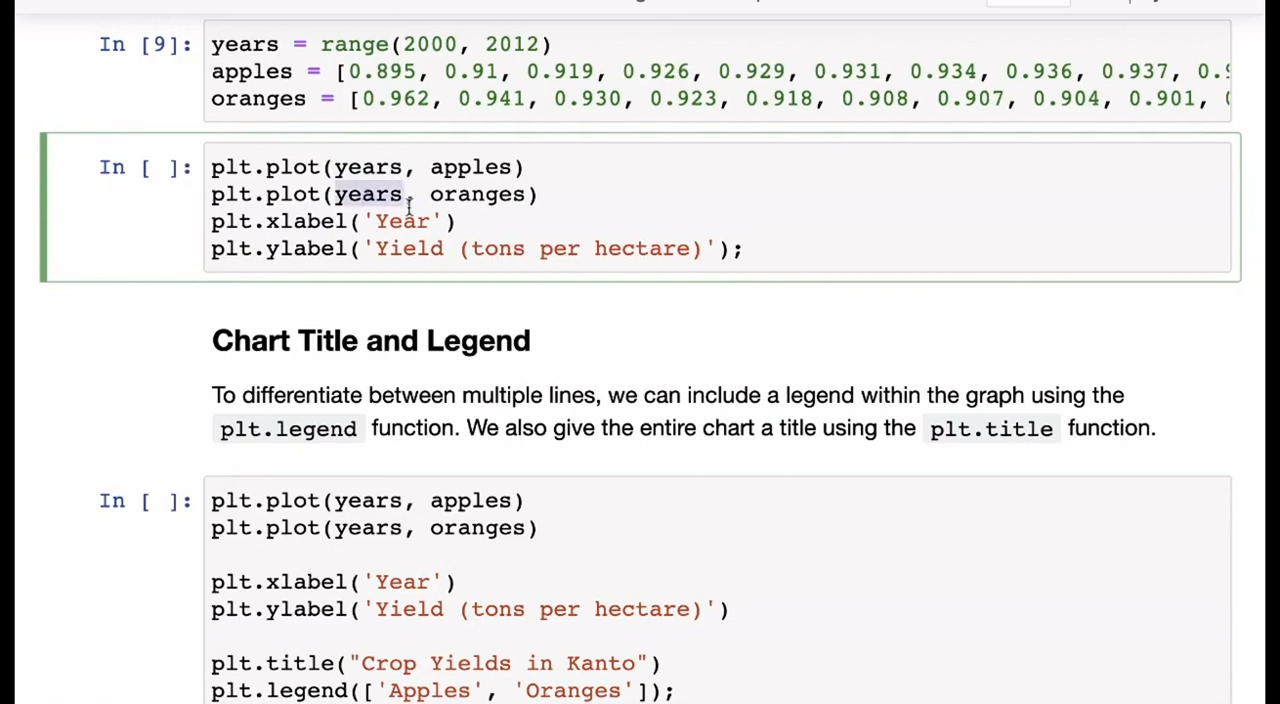 In [9]: years = range(2000, 2012)
apples = [0.895, 0.91, 0.919, 0.926, 0.929, 0.931, 0.934, 0.936, 0.937, 0.9
oranges = [0.962, 0.941, 0.930, 0.923, 0.918, 0.908, 0.907, 0.904, 0.901,
In [ ]: plt.plot(years, apples)
plt.plot(years, oranges)
plt.xlabel('Year')
plt.ylabel('Yield (tons per hectare)');
Chart Title and Legend
To differentiate between multiple lines, we can include a legend within the graph using the
plt.legend function. We also give the entire chart a title using the plt.title function.
In [ ]: plt.plot(years, apples)
plt.plot(years, oranges)
plt.xlabel('Year')
plt.ylabel('Yield (tons per hectare)')
plt.title("Crop Yields in Kanto")
plt.legend(['Apples', 'Oranges']);